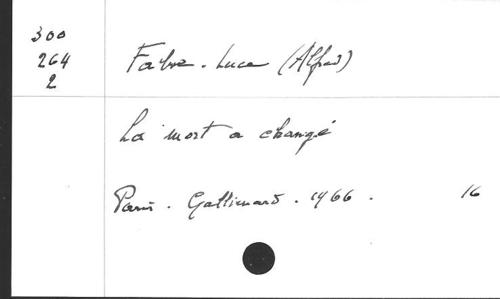 300
264
2
Fabre-Luce (Alfred)
La mort a changé
Paris. Gallimard. 1966. 16